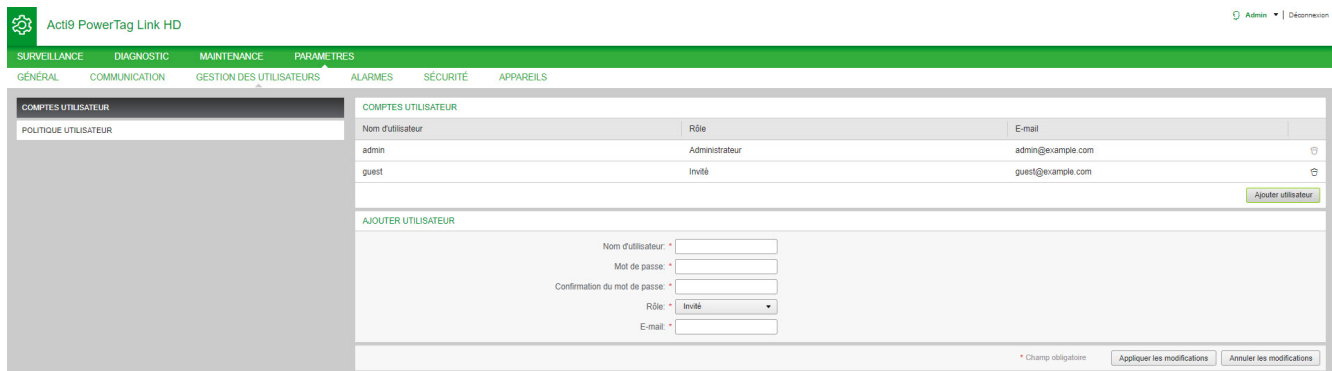 Acti9 PowerTag Link HD
Admin | Déconnexion
SURVEILLANCE DIAGNOSTIC MAINTENANCE PARAMETRES
GÉNÉRAL COMMUNICATION GESTION DES UTILISATEURS ALARMES SÉCURITÉ APPAREILS
COMPTES UTILISATEUR
POLITIQUE UTILISATEUR
COMPTES UTILISATEUR
Nom d'utilisateur Rôle E-mail
admin Administrateur admin@example.com
guest Invité guest@example.com
Ajouter utilisateur
AJOUTER UTILISATEUR
Nom d'utilisateur: *
Mot de passe: *
Confirmation du mot de passe: *
Rôle: * Invité
E-mail: *
* Champ obligatoire Appliquer les modifications Annuler les modifications